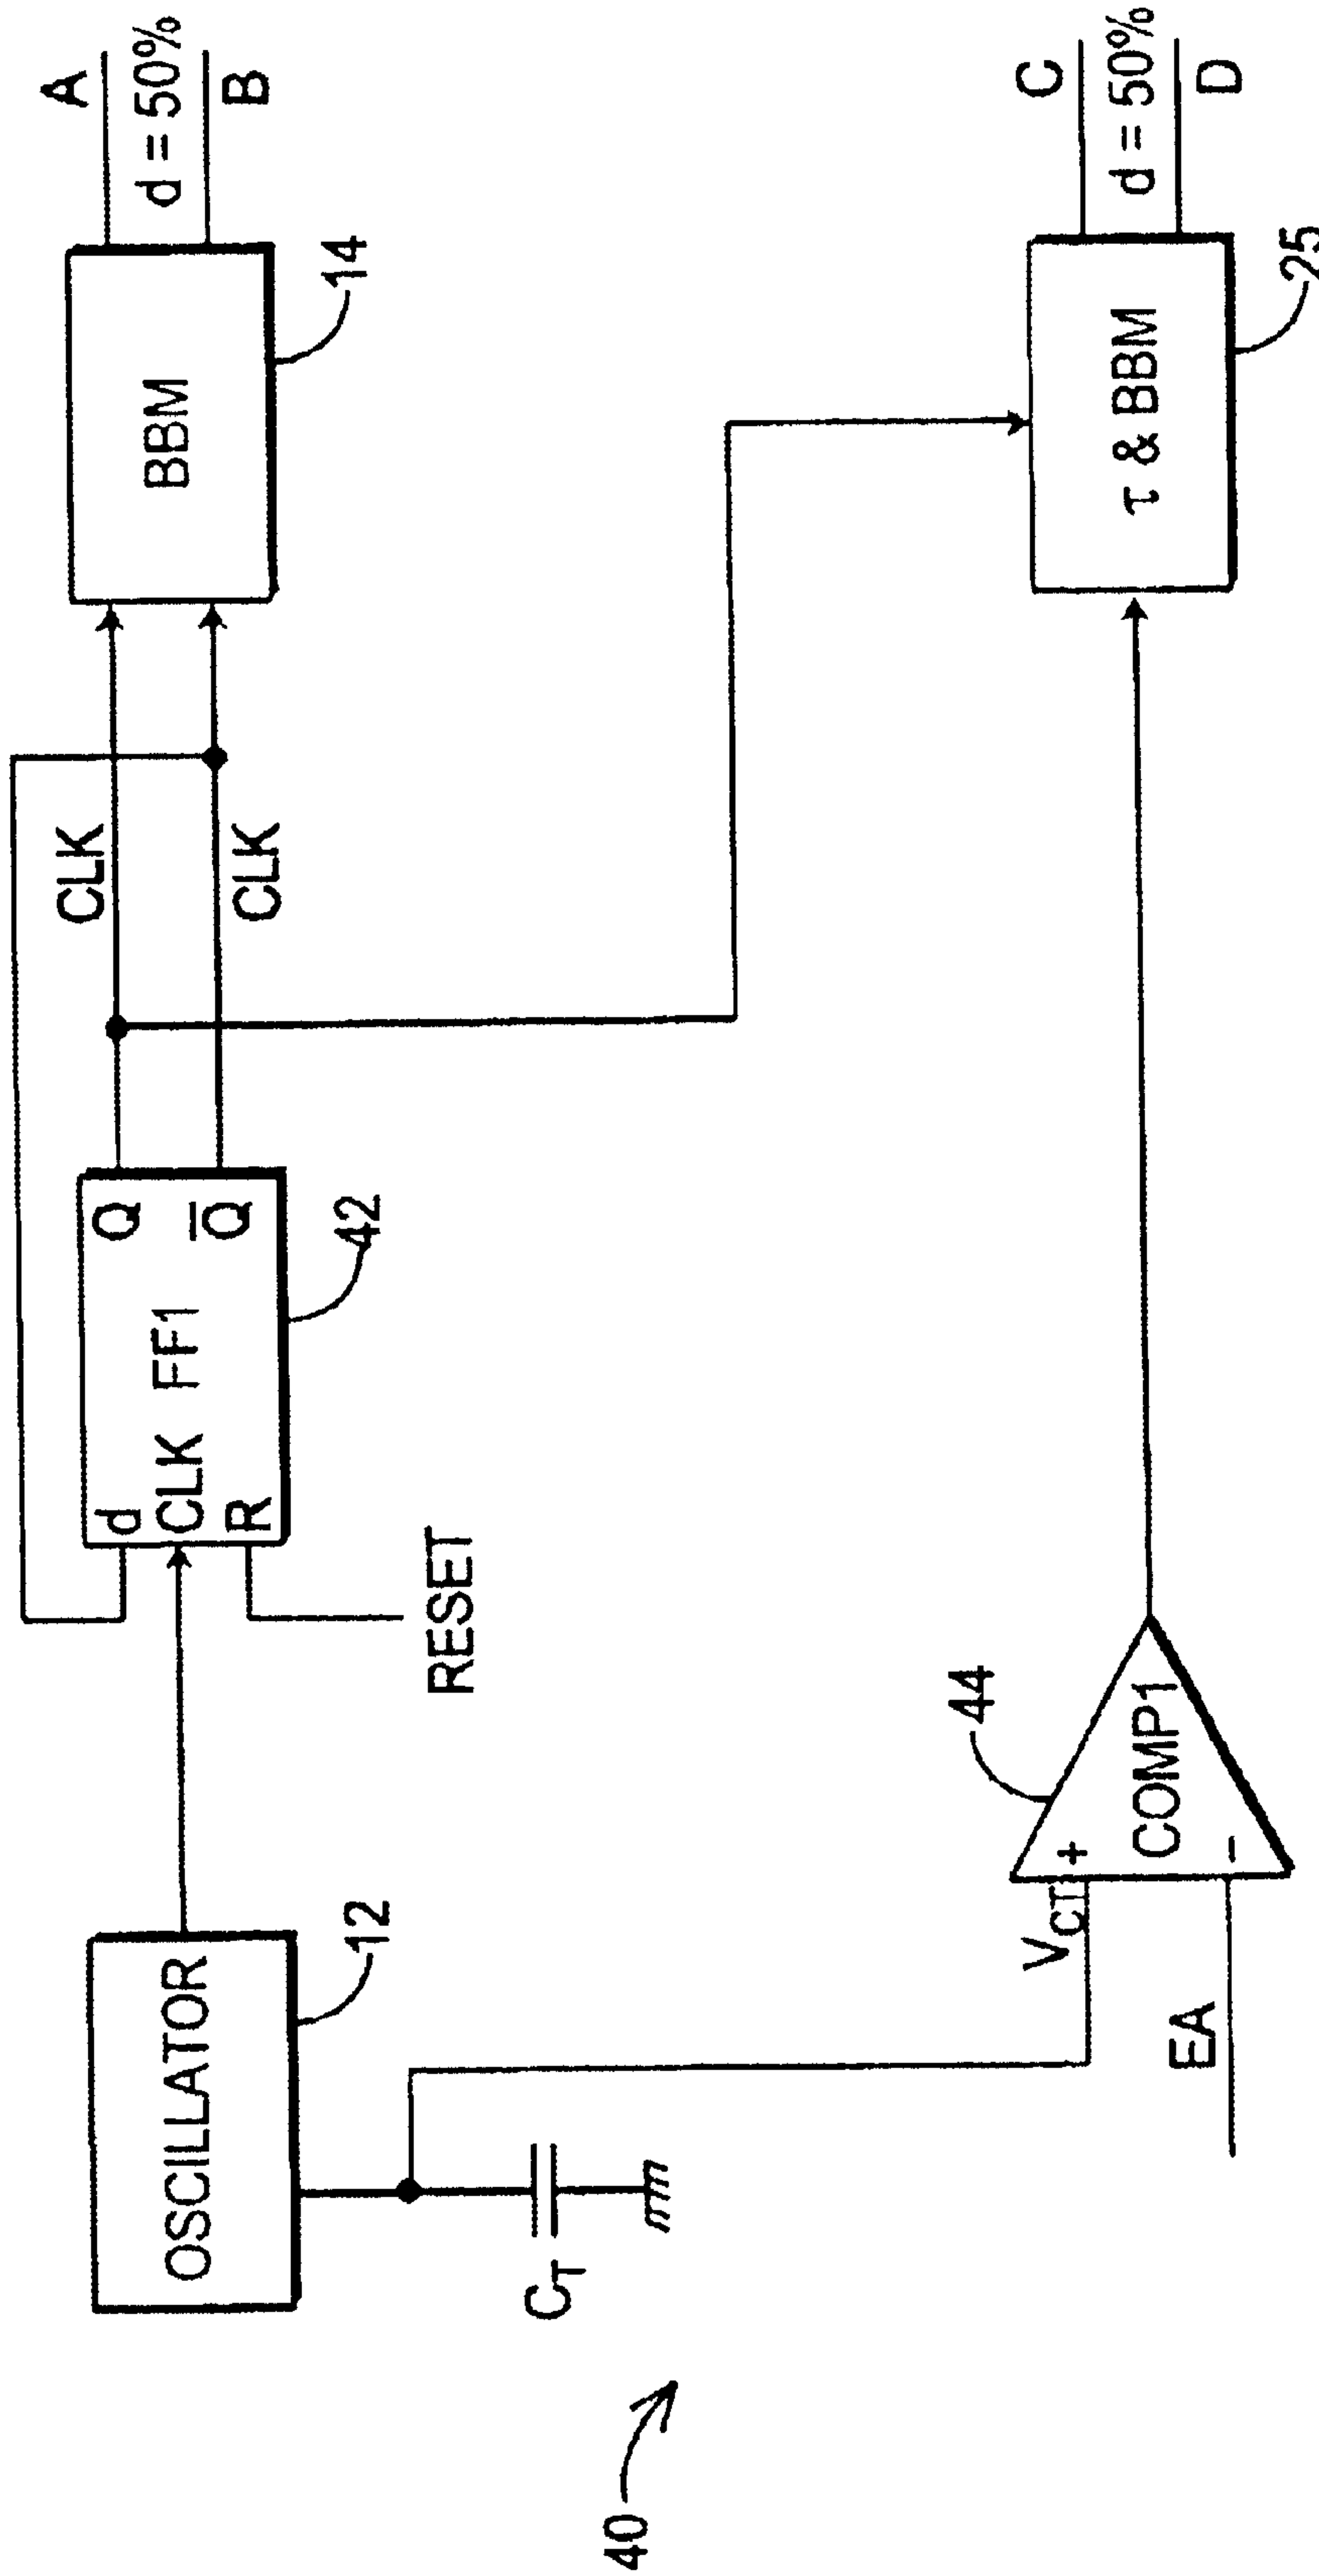 40
OSCILLATOR
12
C_T
RESET
d
CLK FF1
R
Q
Q̅
42
CLK
CLK
BBM
14
A
d = 50%
B
V_CT
EA
+
COMP1
−
44
τ & BBM
25
C
d = 50%
D